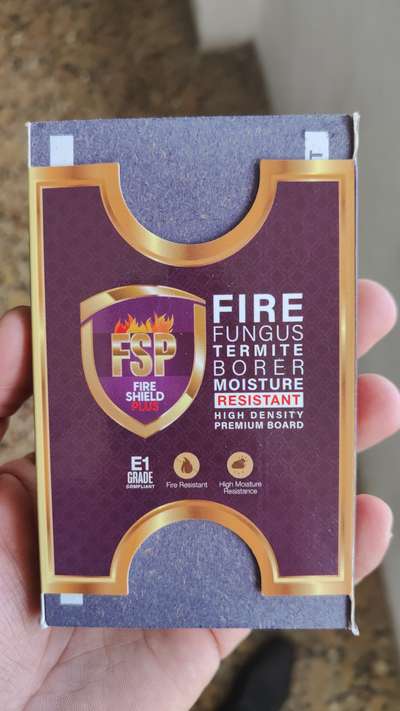 T
FSP
FIRE
SHIELD
PLUS
FIRE
FUNGUS
TERMITE
BORER
MOISTURE
RESISTANT
HIGH DENSITY
PREMIUM BOARD
E1
GRADE
COMPLIANT
Fire Resistant
High Moisture
Resistance